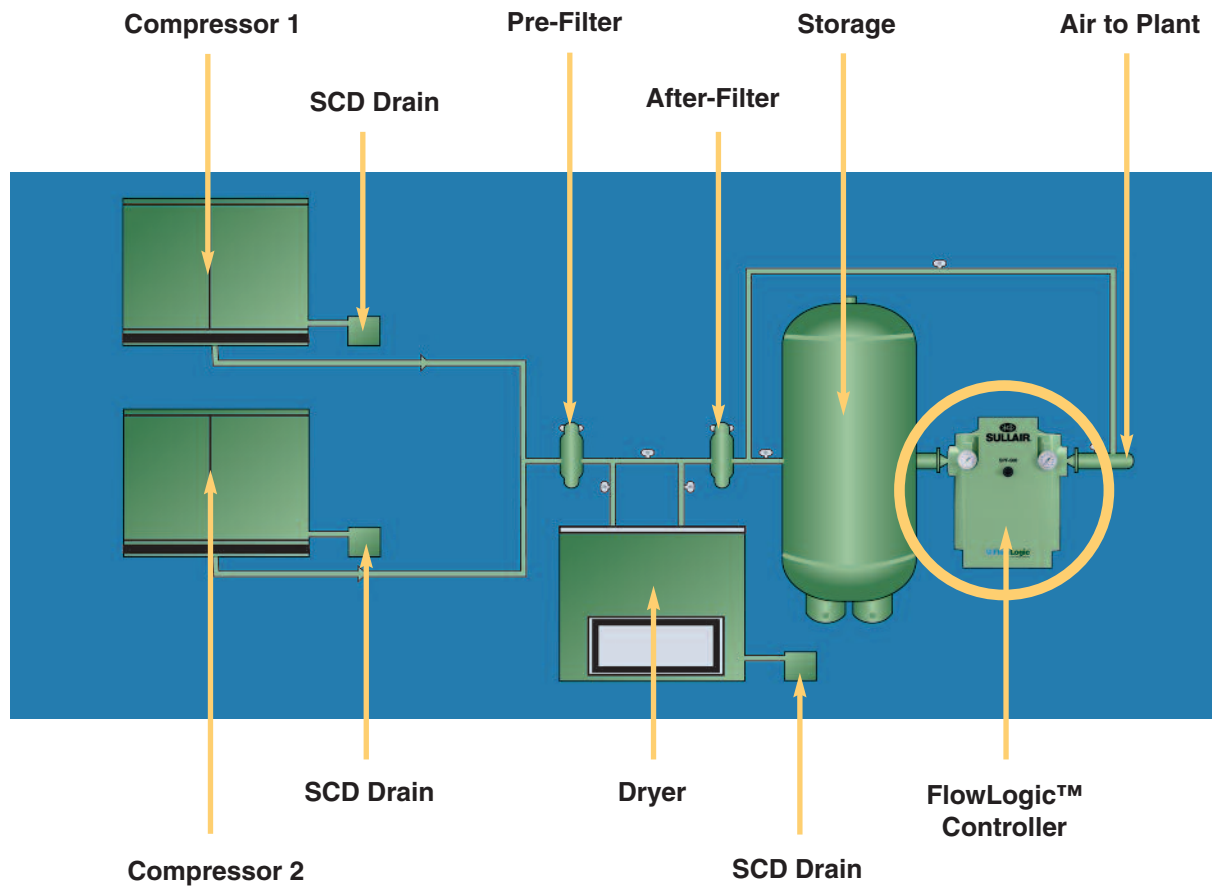 Compressor 1
Pre-Filter
Storage
Air to Plant
SCD Drain
After-Filter
SULLAIR
FlowLogic
SCD Drain
Dryer
FlowLogic™
Controller
Compressor 2
SCD Drain